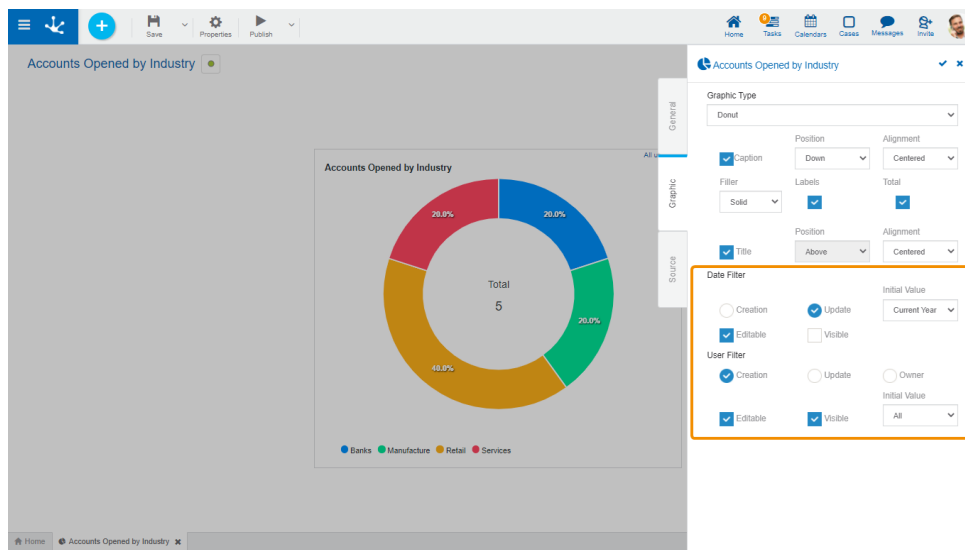 Save
Properties
Publish
Home
9
Tasks
Calendars
Cases
Messages
Invite
Accounts Opened by Industry
Accounts Opened by Industry
General
Graphic
Source
All u
Accounts Opened by Industry
20.0%
20.0%
Total
5
20.0%
40.0%
Banks Manufacture Retail Services
Graphic Type
Donut
Position Alignment
Caption Down Centered
Filler Labels Total
Solid
Position Alignment
Title Above Centered
Date Filter
Initial Value
Creation Update Current Year
Editable Visible
User Filter
Creation Update Owner
Initial Value
Editable Visible All
Home Accounts Opened by Industry